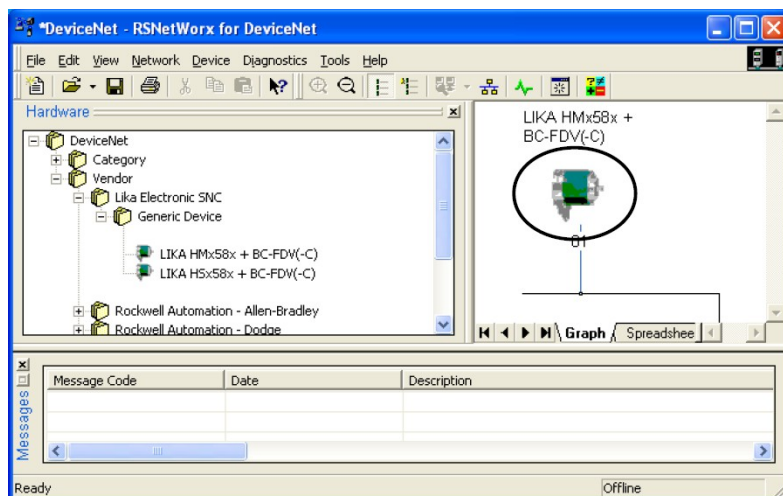 *DeviceNet - RSNetWorx for DeviceNet
File Edit View Network Device Diagnostics Tools Help
Hardware
DeviceNet
Category
Vendor
Lika Electronic SNC
Generic Device
LIKA HMx58x + BC-FDV(-C)
LIKA HSx58x + BC-FDV(-C)
Rockwell Automation - Allen-Bradley
Rockwell Automation - Dodge
LIKA HMx58x +
BC-FDV(-C)
01
Graph Spreadshee
Messages
Message Code Date Description
Ready Offline